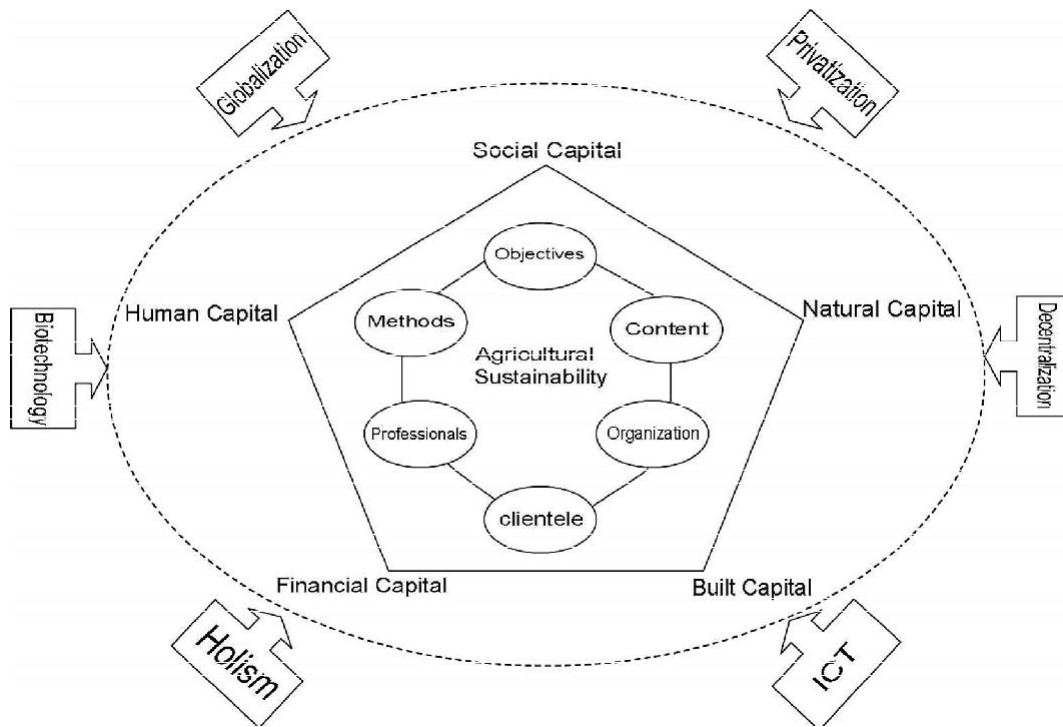 Globalization
Privatization
Social Capital
Objectives
Human Capital
Methods
Content
Natural Capital
Biotechnology
Agricultural
Sustainability
Decentralization
Professionals
Organization
clientele
Financial Capital
Built Capital
Holism
ICT